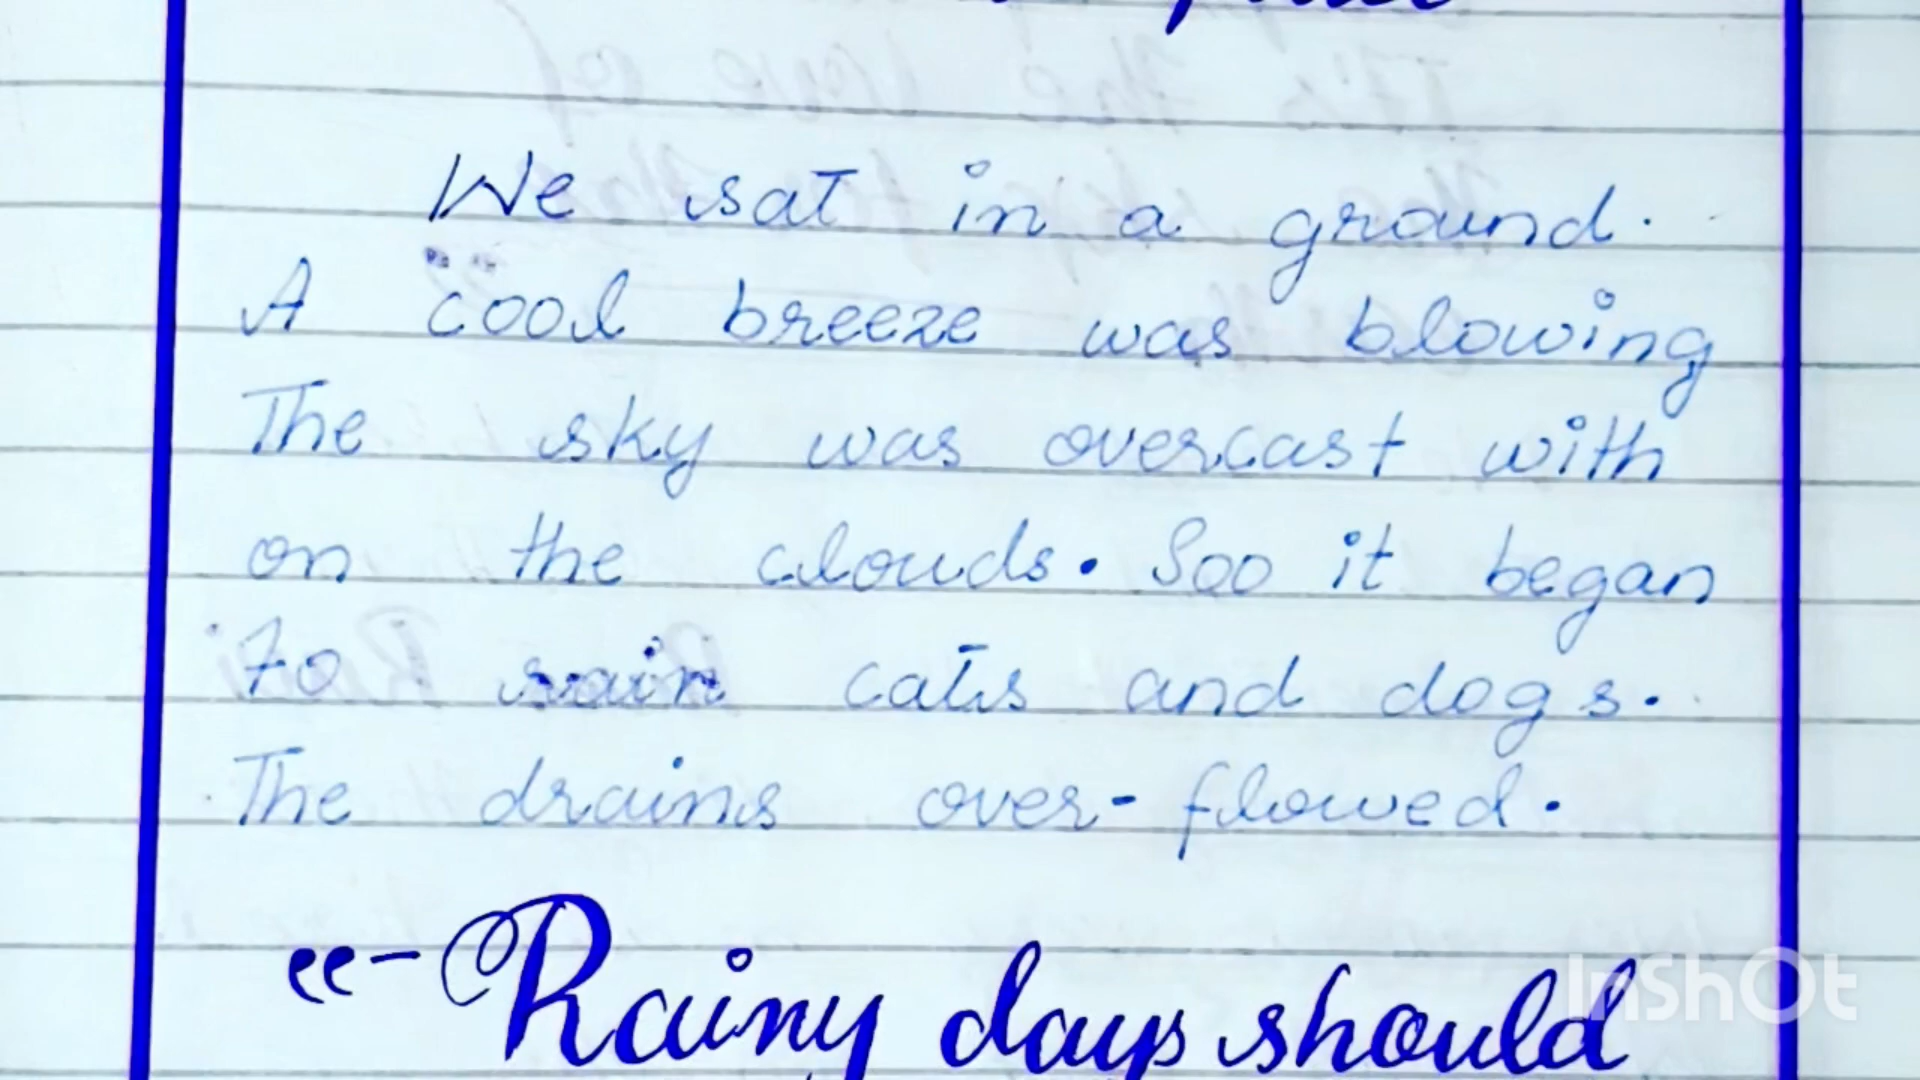 We sat in a ground.
A cool breeze was blowing
The sky was overcast with
on the clouds. Soo it began
to rain cats and dogs.
The drains over-flowed.
“- Rainy days should
InShOt